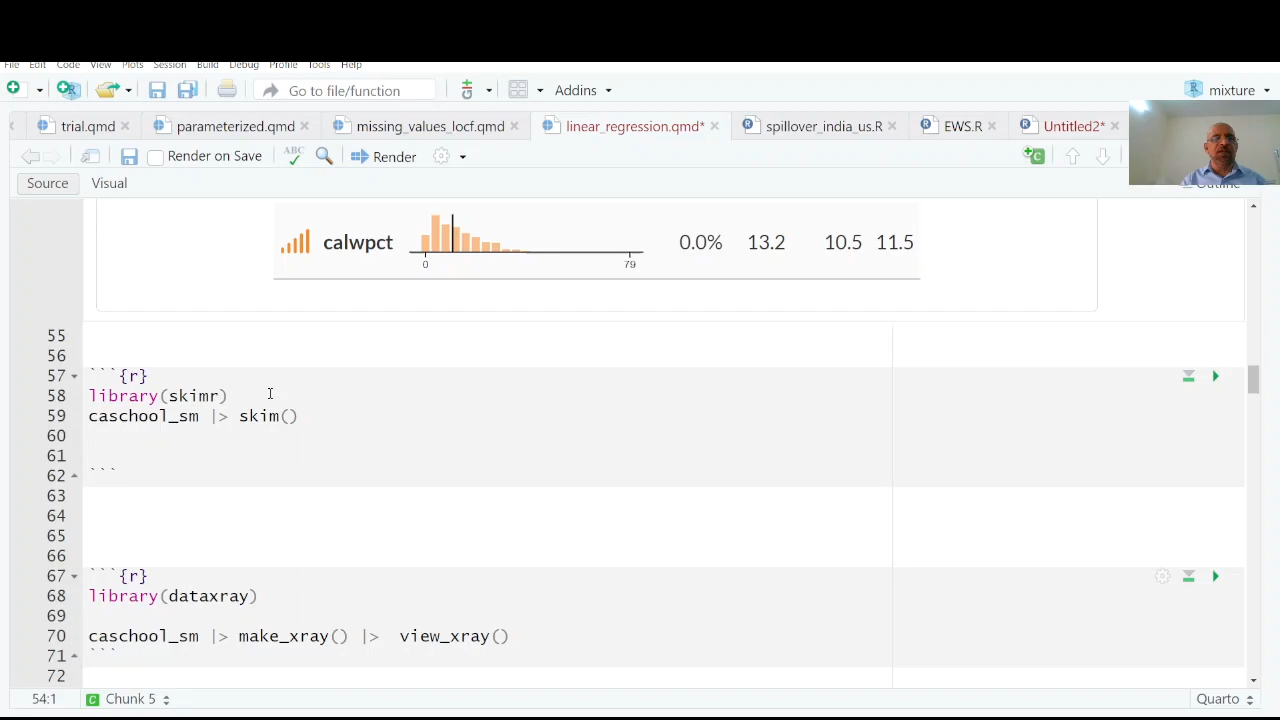 File Edit Code View Plots Session Build Debug Profile Tools Help
Go to file/function Addins mixture
trial.qmd parameterized.qmd missing_values_locf.qmd linear_regression.qmd* spillover_india_us.R EWS.R Untitled2*
Render on Save ABC Render
Source Visual Outline
calwpct 0.0% 13.2 10.5 11.5
0 79
55
56
57 ```{r}
58 library(skimr)
59 caschool_sm |> skim()
60
61
62 ```
63
64
65
66
67 ```{r}
68 library(dataxray)
69
70 caschool_sm |> make_xray() |>  view_xray()
71 ```
72
54:1 Chunk 5 Quarto